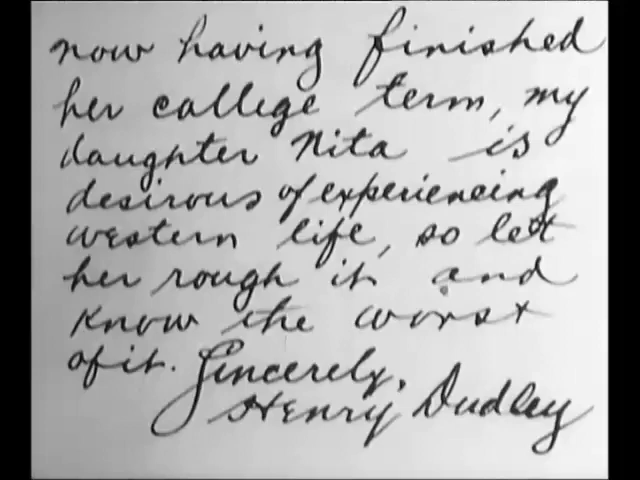 now having finished
her college term, my
daughter Nita is
desirous of experiencing
western life, so let
her rough it and
know the worst
of it. Sincerely,
Henry Dudley